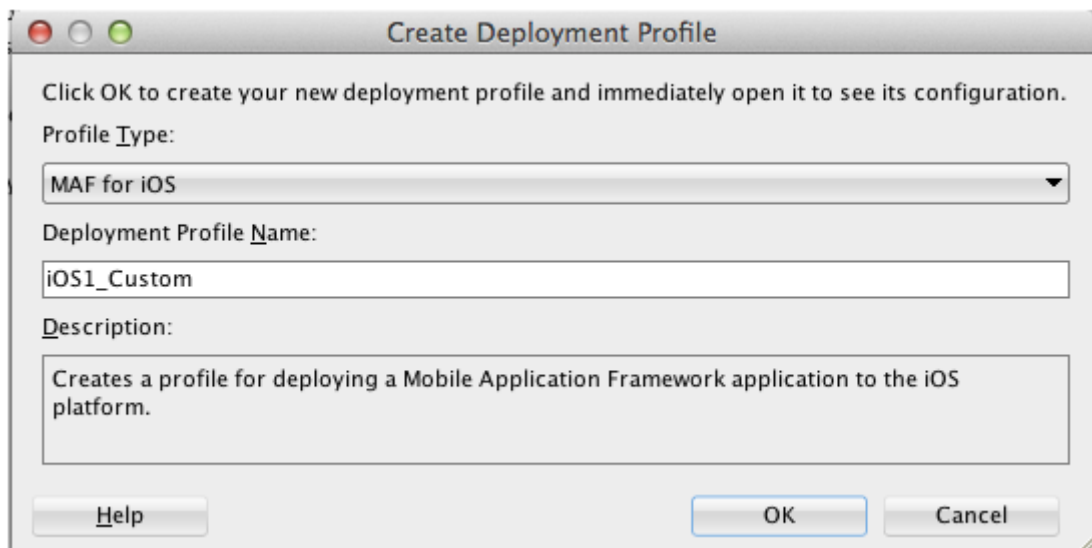 Create Deployment Profile
Click OK to create your new deployment profile and immediately open it to see its configuration.
Profile Type:
MAF for iOS
Deployment Profile Name:
iOS1_Custom
Description:
Creates a profile for deploying a Mobile Application Framework application to the iOS
platform.
Help
OK
Cancel